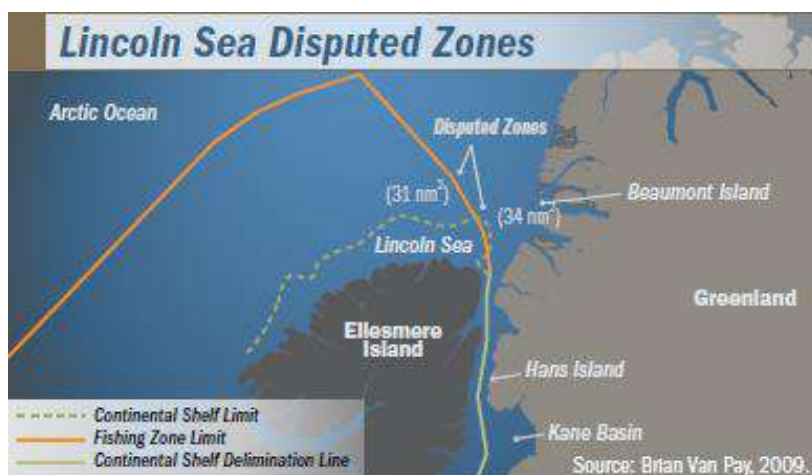 Lincoln Sea Disputed Zones
Arctic Ocean
Disputed Zones
(31 nm²)
Beaumont Island
(34 nm²)
Lincoln Sea
Greenland
Ellesmere
Island
Hans Island
Continental Shelf Limit
Fishing Zone Limit
Kane Basin
Continental Shelf Delimination Line
Source: Brian Van Pay, 2009